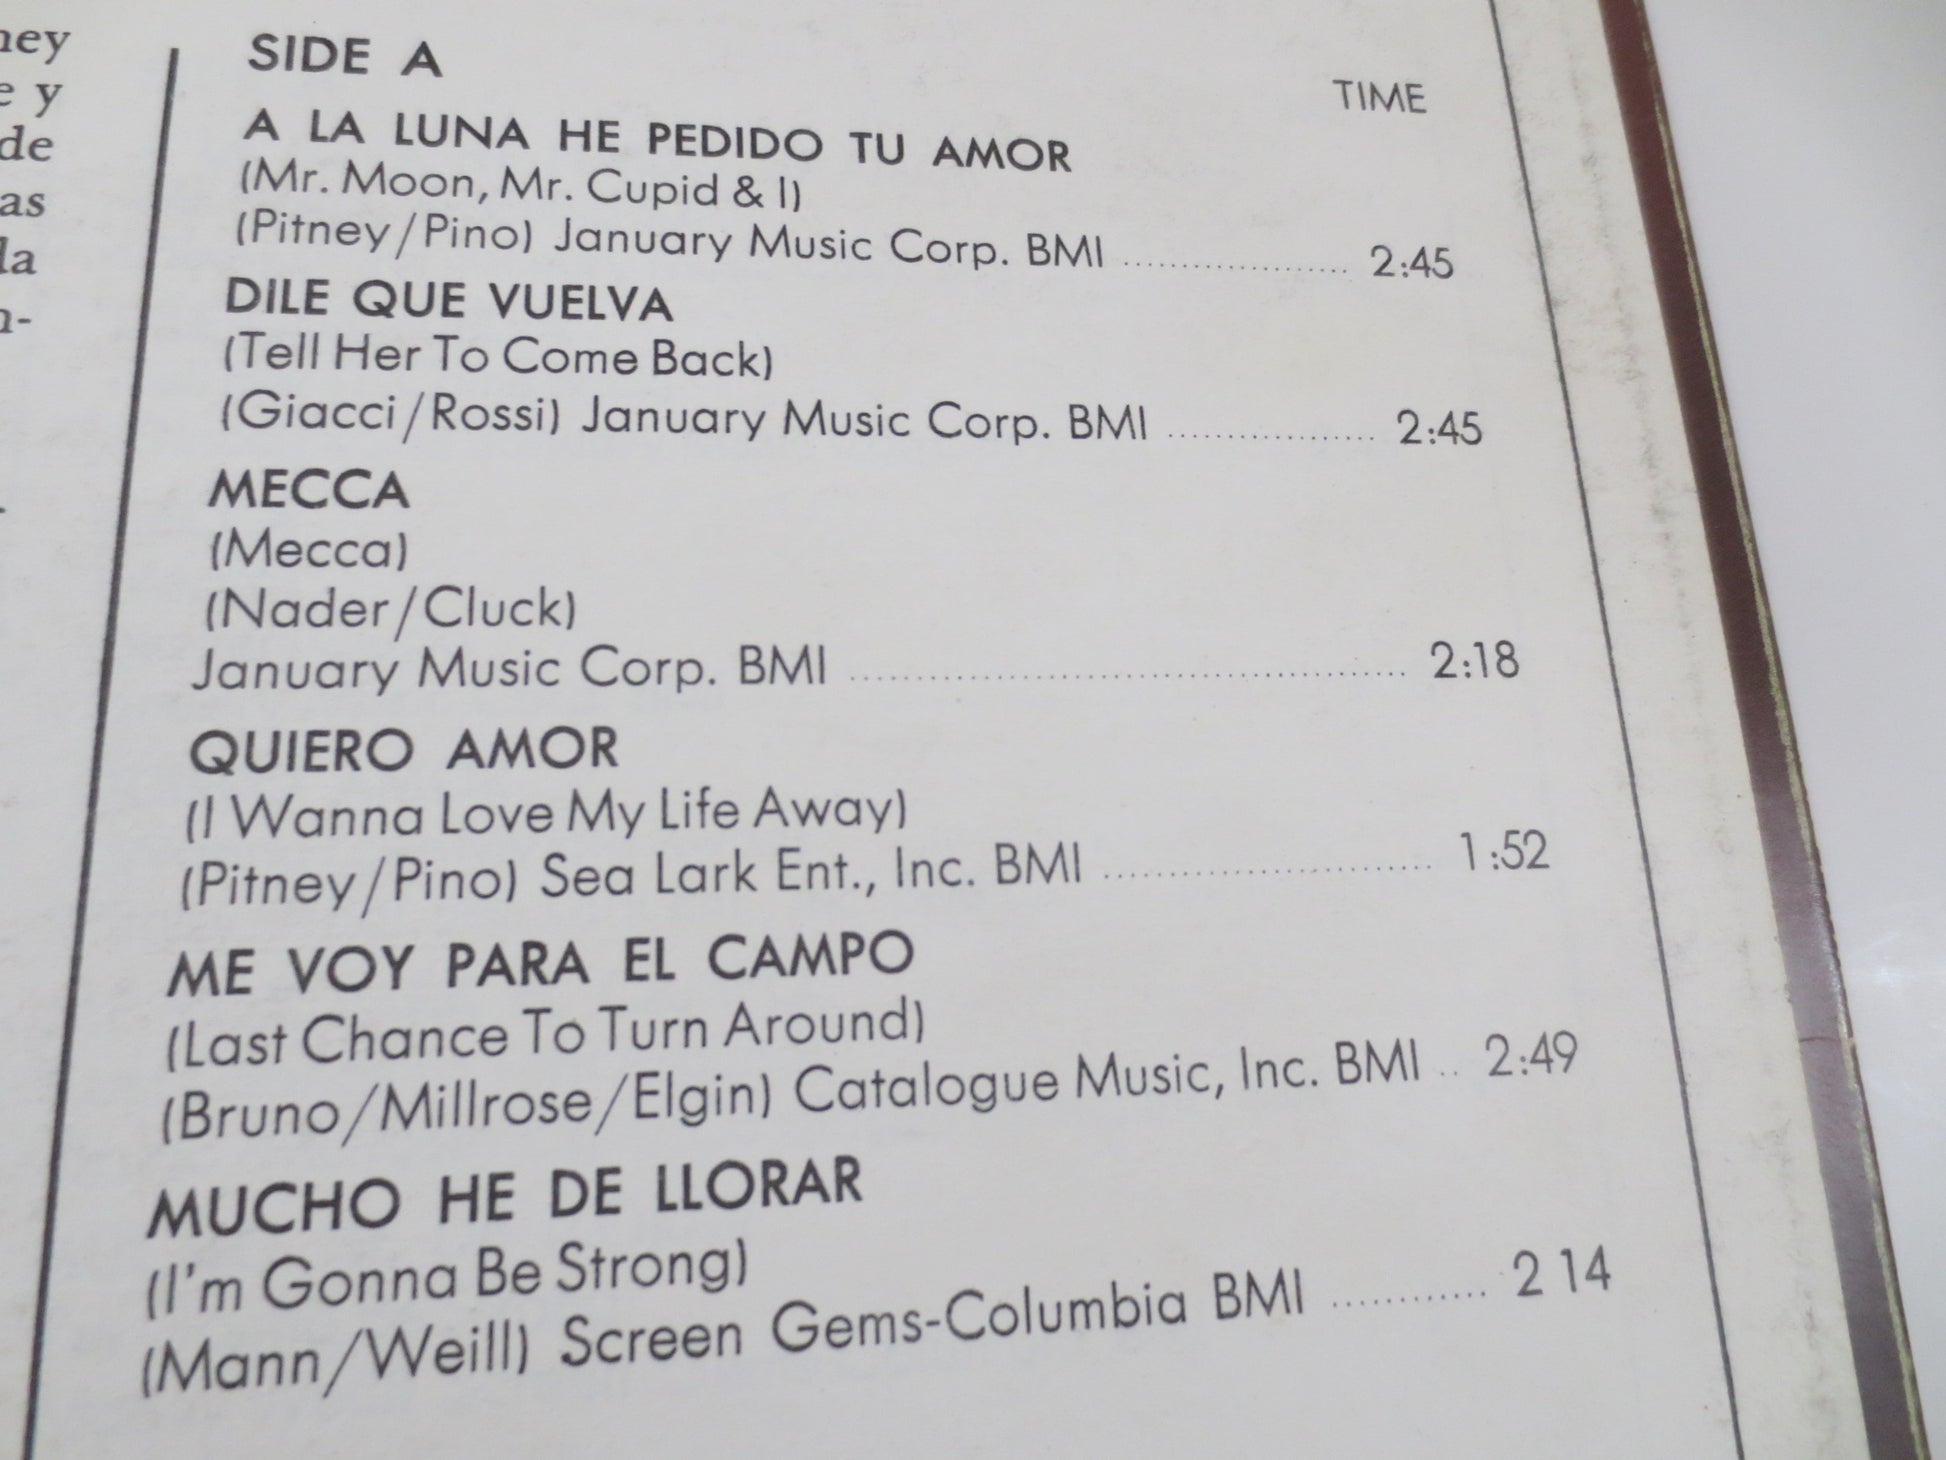 ney
e y
de
as
la
n-
SIDE A
TIME
A LA LUNA HE PEDIDO TU AMOR
(Mr. Moon, Mr. Cupid & I)
(Pitney/Pino) January Music Corp. BMI .................... 2:45
DILE QUE VUELVA
(Tell Her To Come Back)
(Giacci/Rossi) January Music Corp. BMI .................. 2:45
MECCA
(Mecca)
(Nader/Cluck)
January Music Corp. BMI ................................................ 2:18
QUIERO AMOR
(I Wanna Love My Life Away)
(Pitney/Pino) Sea Lark Ent., Inc. BMI ............................ 1:52
ME VOY PARA EL CAMPO
(Last Chance To Turn Around)
(Bruno/Millrose/Elgin) Catalogue Music, Inc. BMI .. 2:49
MUCHO HE DE LLORAR
(I'm Gonna Be Strong)
(Mann/Weill) Screen Gems-Columbia BMI ............. 2 14